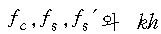 f_c, f_s, f_s´와 kh